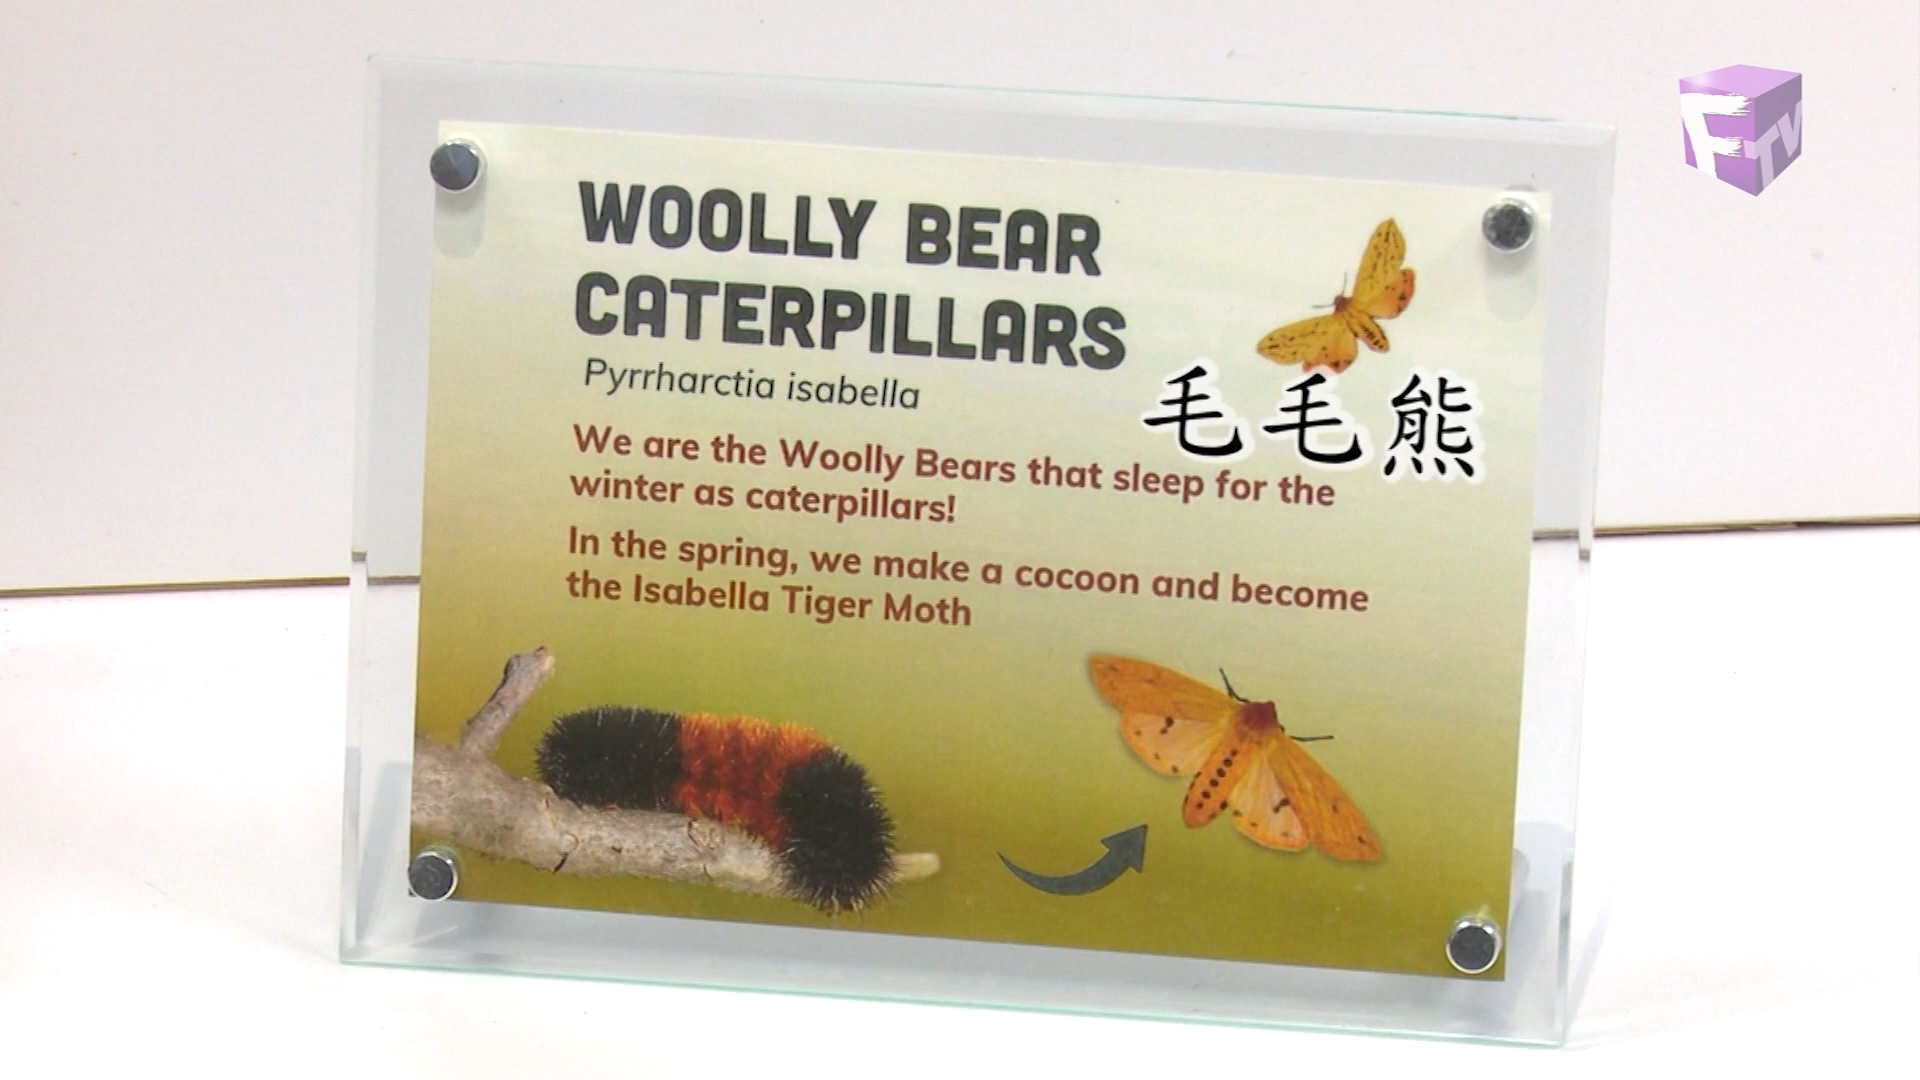 FTV
WOOLLY BEAR
CATERPILLARS
Pyrrharctia isabella
毛毛熊
We are the Woolly Bears that sleep for the
winter as caterpillars!
In the spring, we make a cocoon and become
the Isabella Tiger Moth